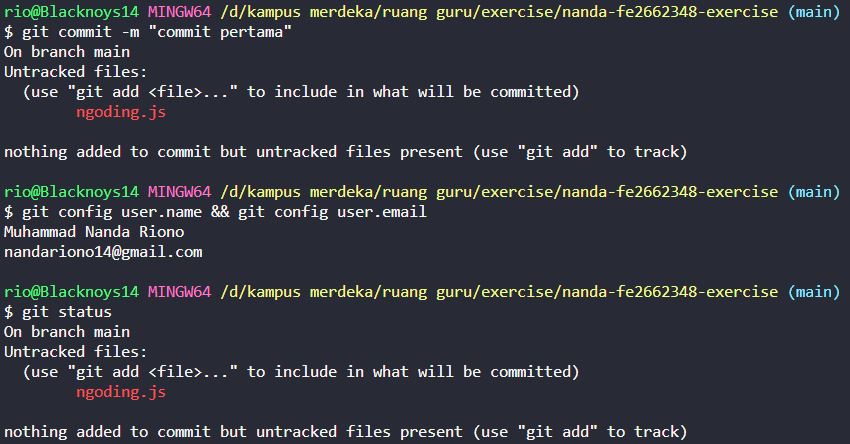 rio@Blacknoys14 MINGW64 /d/kampus merdeka/ruang guru/exercise/nanda-fe2662348-exercise (main)
$ git commit -m "commit pertama"
On branch main
Untracked files:
  (use "git add <file>..." to include in what will be committed)
        ngoding.js

nothing added to commit but untracked files present (use "git add" to track)

rio@Blacknoys14 MINGW64 /d/kampus merdeka/ruang guru/exercise/nanda-fe2662348-exercise (main)
$ git config user.name && git config user.email
Muhammad Nanda Riono
nandariono14@gmail.com

rio@Blacknoys14 MINGW64 /d/kampus merdeka/ruang guru/exercise/nanda-fe2662348-exercise (main)
$ git status
On branch main
Untracked files:
  (use "git add <file>..." to include in what will be committed)
        ngoding.js

nothing added to commit but untracked files present (use "git add" to track)